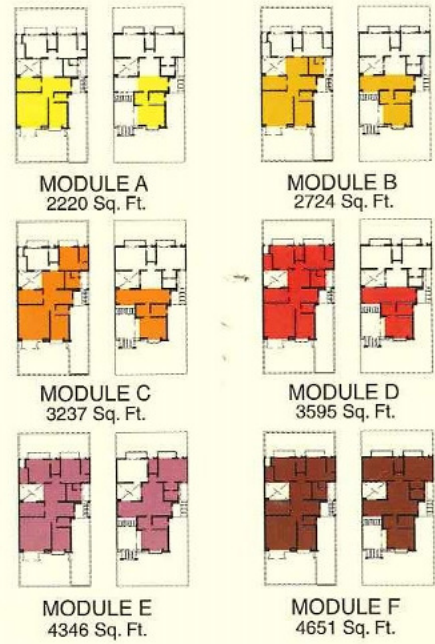 MODULE A
2220 Sq. Ft.
MODULE B
2724 Sq. Ft.
MODULE C
3237 Sq. Ft.
MODULE D
3595 Sq. Ft.
MODULE E
4346 Sq. Ft.
MODULE F
4651 Sq. Ft.